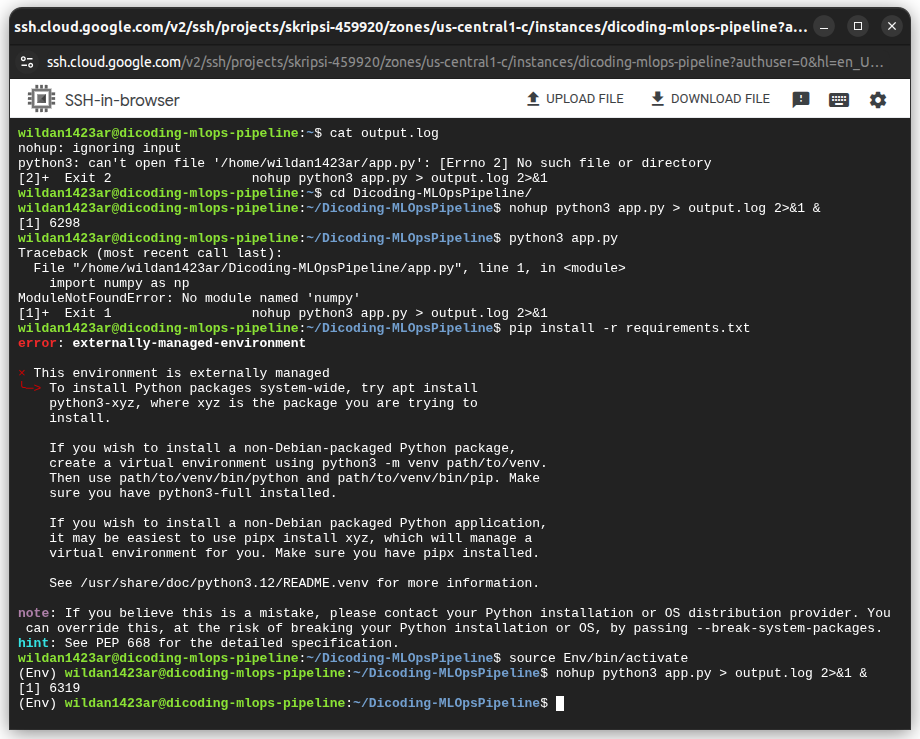 ssh.cloud.google.com/v2/ssh/projects/skripsi-459920/zones/us-central1-c/instances/dicoding-mlops-pipeline?a...
ssh.cloud.google.com/v2/ssh/projects/skripsi-459920/zones/us-central1-c/instances/dicoding-mlops-pipeline?authuser=0&hl=en_U...
SSH-in-browser UPLOAD FILE DOWNLOAD FILE
wildan1423ar@dicoding-mlops-pipeline:~$ cat output.log
nohup: ignoring input
python3: can't open file '/home/wildan1423ar/app.py': [Errno 2] No such file or directory
[2]+  Exit 2                  nohup python3 app.py > output.log 2>&1
wildan1423ar@dicoding-mlops-pipeline:~$ cd Dicoding-MLOpsPipeline/
wildan1423ar@dicoding-mlops-pipeline:~/Dicoding-MLOpsPipeline$ nohup python3 app.py > output.log 2>&1 &
[1] 6298
wildan1423ar@dicoding-mlops-pipeline:~/Dicoding-MLOpsPipeline$ python3 app.py
Traceback (most recent call last):
  File "/home/wildan1423ar/Dicoding-MLOpsPipeline/app.py", line 1, in <module>
    import numpy as np
ModuleNotFoundError: No module named 'numpy'
[1]+  Exit 1                  nohup python3 app.py > output.log 2>&1
wildan1423ar@dicoding-mlops-pipeline:~/Dicoding-MLOpsPipeline$ pip install -r requirements.txt
error: externally-managed-environment

× This environment is externally managed
╰─> To install Python packages system-wide, try apt install
    python3-xyz, where xyz is the package you are trying to
    install.

    If you wish to install a non-Debian-packaged Python package,
    create a virtual environment using python3 -m venv path/to/venv.
    Then use path/to/venv/bin/python and path/to/venv/bin/pip. Make
    sure you have python3-full installed.

    If you wish to install a non-Debian packaged Python application,
    it may be easiest to use pipx install xyz, which will manage a
    virtual environment for you. Make sure you have pipx installed.

    See /usr/share/doc/python3.12/README.venv for more information.

note: If you believe this is a mistake, please contact your Python installation or OS distribution provider. You
 can override this, at the risk of breaking your Python installation or OS, by passing --break-system-packages.
hint: See PEP 668 for the detailed specification.
wildan1423ar@dicoding-mlops-pipeline:~/Dicoding-MLOpsPipeline$ source Env/bin/activate
(Env) wildan1423ar@dicoding-mlops-pipeline:~/Dicoding-MLOpsPipeline$ nohup python3 app.py > output.log 2>&1 &
[1] 6319
(Env) wildan1423ar@dicoding-mlops-pipeline:~/Dicoding-MLOpsPipeline$